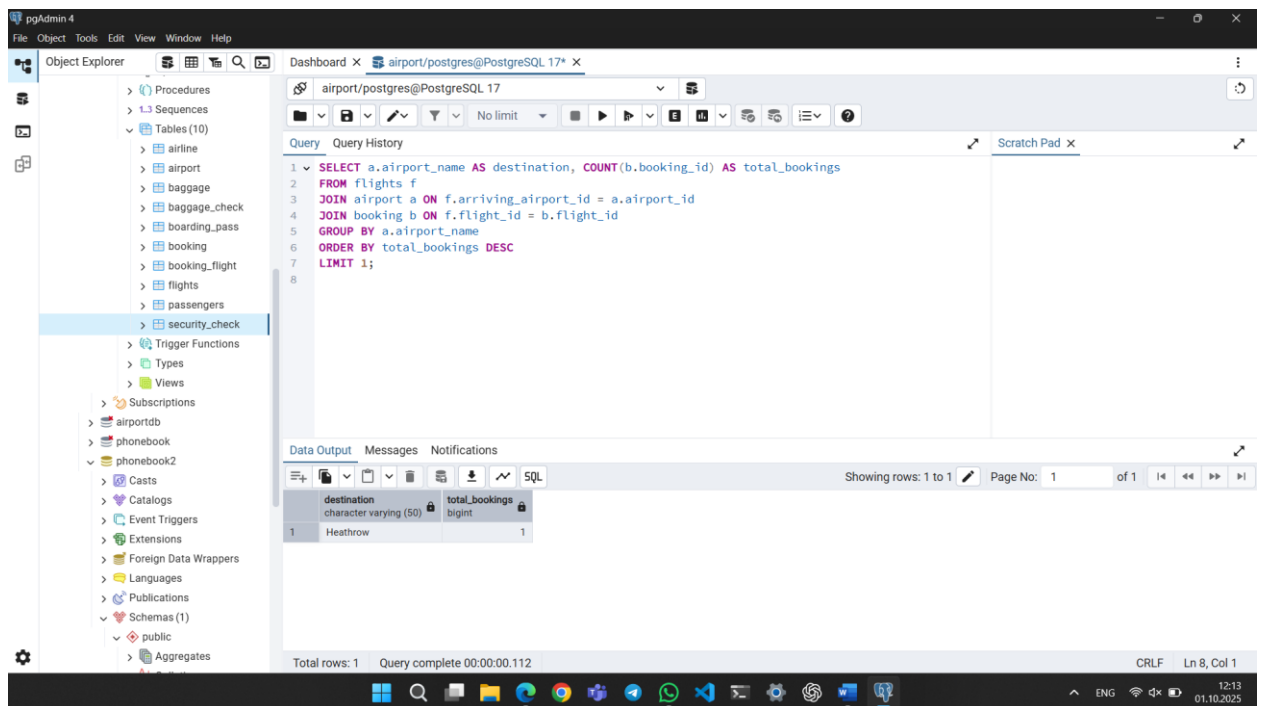 pgAdmin 4
File Object Tools Edit View Window Help
Object Explorer
Procedures
1..3 Sequences
Tables (10)
airline
airport
baggage
baggage_check
boarding_pass
booking
booking_flight
flights
passengers
security_check
Trigger Functions
Types
Views
Subscriptions
airportdb
phonebook
phonebook2
Casts
Catalogs
Event Triggers
Extensions
Foreign Data Wrappers
Languages
Publications
Schemas (1)
public
Aggregates
Dashboard airport/postgres@PostgreSQL 17*
airport/postgres@PostgreSQL 17
No limit
Query Query History
Scratch Pad
1 SELECT a.airport_name AS destination, COUNT(b.booking_id) AS total_bookings
2 FROM flights f
3 JOIN airport a ON f.arriving_airport_id = a.airport_id
4 JOIN booking b ON f.flight_id = b.flight_id
5 GROUP BY a.airport_name
6 ORDER BY total_bookings DESC
7 LIMIT 1;
8
Data Output Messages Notifications
SQL
Showing rows: 1 to 1 Page No: 1 of 1
destination total_bookings
character varying (50) bigint
1 Heathrow 1
Total rows: 1 Query complete 00:00:00.112 CRLF Ln 8, Col 1
ENG 12:13
01.10.2025